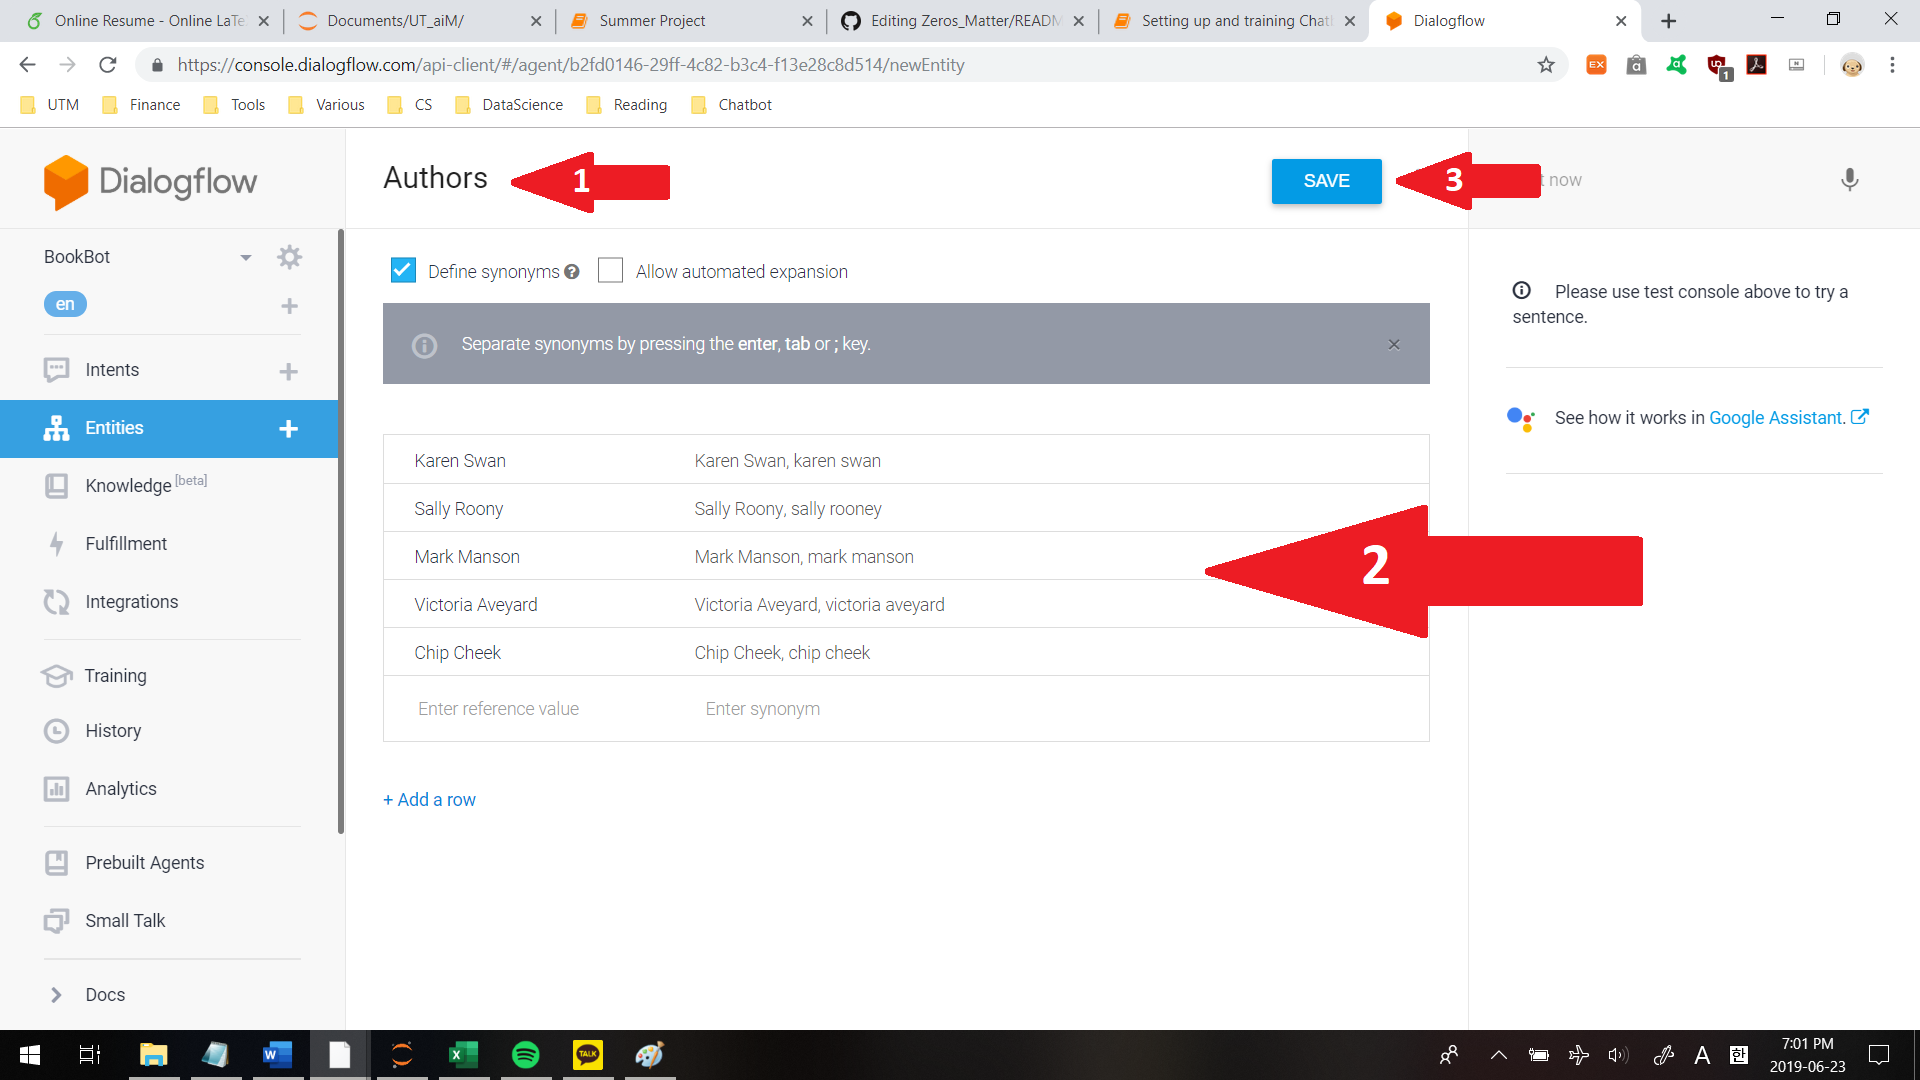 Online Resume - Online LaTe
Documents/UT_aiM/
Summer Project
Editing Zeros_Matter/READM
Setting up and training Chatb
Dialogflow
https://console.dialogflow.com/api-client/#/agent/b2fd0146-29ff-4c82-b3c4-f13e28c8d514/newEntity
EX
1
UTM
Finance
Tools
Various
CS
DataScience
Reading
Chatbot
Dialogflow
Authors
1
SAVE
3
t now
BookBot
en
Define synonyms ?
Allow automated expansion
Separate synonyms by pressing the enter, tab or ; key.
Please use test console above to try a
sentence.
See how it works in Google Assistant.
Intents
Entities
Knowledge [beta]
Fulfillment
Integrations
Training
History
Analytics
Prebuilt Agents
Small Talk
Docs
Karen Swan
Karen Swan, karen swan
Sally Roony
Sally Roony, sally rooney
Mark Manson
Mark Manson, mark manson
2
Victoria Aveyard
Victoria Aveyard, victoria aveyard
Chip Cheek
Chip Cheek, chip cheek
Enter reference value
Enter synonym
+ Add a row
TALK
A
한
7:01 PM
2019-06-23